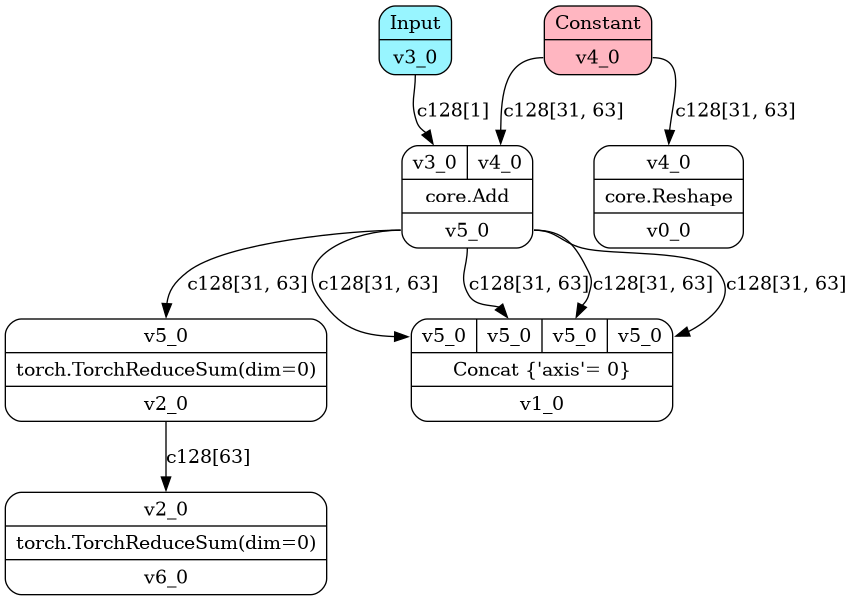 Input
v3_0
Constant
v4_0
c128[1]
c128[31, 63]
c128[31, 63]
v3_0 v4_0
core.Add
v5_0
v4_0
core.Reshape
v0_0
c128[31, 63]
c128[31, 63]
c128[31, 63]
c128[31, 63]
c128[31, 63]
v5_0
torch.TorchReduceSum(dim=0)
v2_0
v5_0 v5_0 v5_0 v5_0
Concat {'axis'= 0}
v1_0
c128[63]
v2_0
torch.TorchReduceSum(dim=0)
v6_0